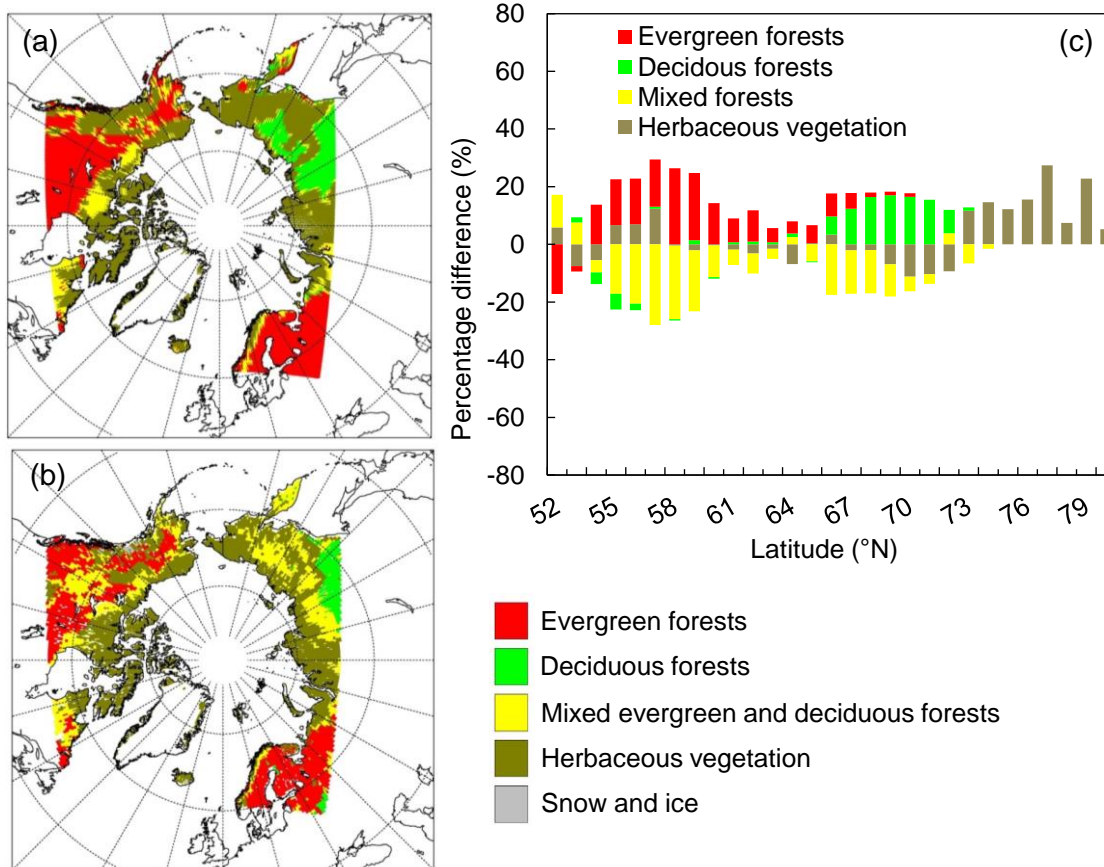 (a)
(b)
(c)
Evergreen forests
Decidous forests
Mixed forests
Herbaceous vegetation
Percentage difference (%)
80
60
40
20
0
-20
-40
-60
-80
52 55 58 61 64 67 70 73 76 79
Latitude (°N)
Evergreen forests
Deciduous forests
Mixed evergreen and deciduous forests
Herbaceous vegetation
Snow and ice